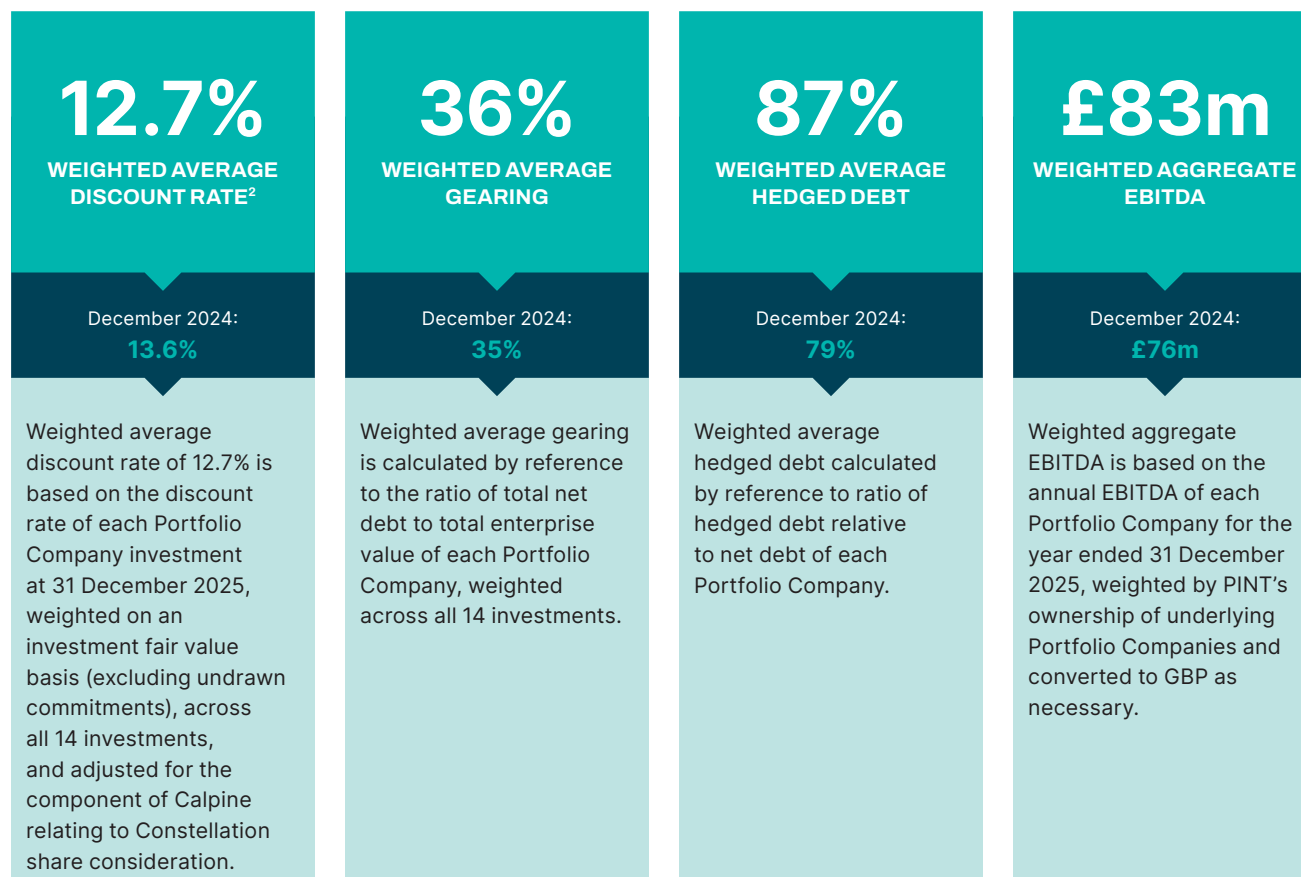 12.7%
WEIGHTED AVERAGE
DISCOUNT RATE²
December 2024:
13.6%
Weighted average
discount rate of 12.7% is
based on the discount
rate of each Portfolio
Company investment
at 31 December 2025,
weighted on an
investment fair value
basis (excluding undrawn
commitments), across
all 14 investments,
and adjusted for the
component of Calpine
relating to Constellation
share consideration.
36%
WEIGHTED AVERAGE
GEARING
December 2024:
35%
Weighted average gearing
is calculated by reference
to the ratio of total net
debt to total enterprise
value of each Portfolio
Company, weighted
across all 14 investments.
87%
WEIGHTED AVERAGE
HEDGED DEBT
December 2024:
79%
Weighted average
hedged debt calculated
by reference to ratio of
hedged debt relative
to net debt of each
Portfolio Company.
£83m
WEIGHTED AGGREGATE
EBITDA
December 2024:
£76m
Weighted aggregate
EBITDA is based on the
annual EBITDA of each
Portfolio Company for the
year ended 31 December
2025, weighted by PINT’s
ownership of underlying
Portfolio Companies and
converted to GBP as
necessary.